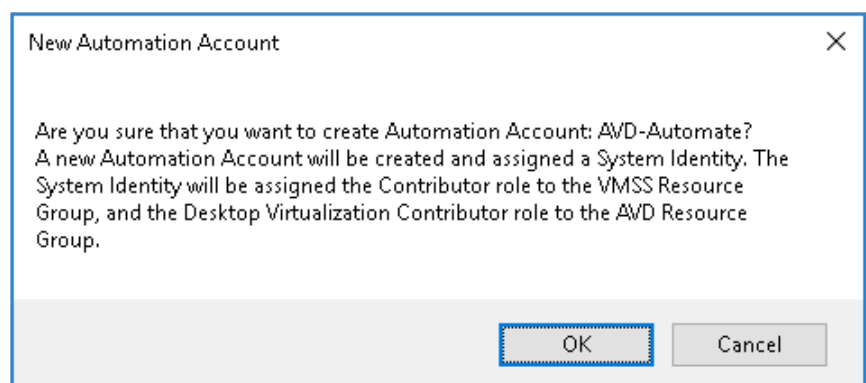 New Automation Account
Are you sure that you want to create Automation Account: AVD-Automate?
A new Automation Account will be created and assigned a System Identity. The
System Identity will be assigned the Contributor role to the VMSS Resource
Group, and the Desktop Virtualization Contributor role to the AVD Resource
Group.
OK Cancel